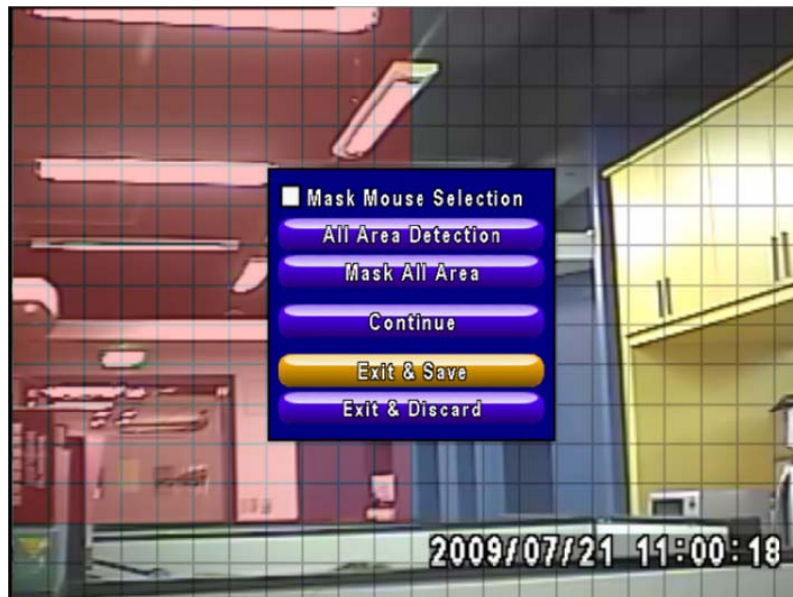 Mask Mouse Selection
All Area Detection
Mask All Area
Continue
Exit & Save
Exit & Discard
2009/07/21 11:00:18